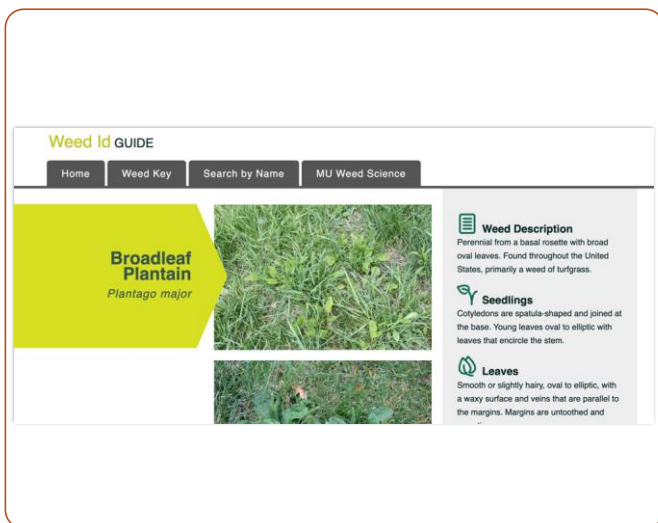 Weed Id GUIDE
Home Weed Key Search by Name MU Weed Science
Broadleaf
Plantain
Plantago major
Weed Description
Perennial from a basal rosette with broad
oval leaves. Found throughout the United
States, primarily a weed of turfgrass.
Seedlings
Cotyledons are spatula-shaped and joined at
the base. Young leaves oval to elliptic with
leaves that encircle the stem.
Leaves
Smooth or slightly hairy, oval to elliptic, with
a waxy surface and veins that are parallel to
the margins. Margins are untoothed and